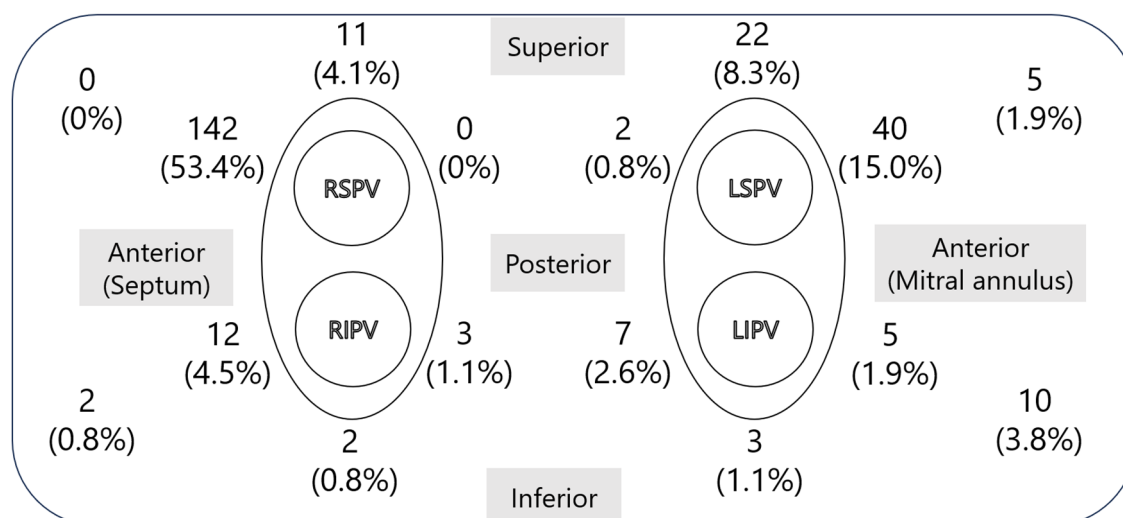 11
(4.1%)
Superior
22
(8.3%)
0
(0%)
5
(1.9%)
142
(53.4%)
0
(0%)
2
(0.8%)
40
(15.0%)
RSPV
LSPV
Anterior
(Septum)
Posterior
Anterior
(Mitral annulus)
RIPV
LIPV
12
(4.5%)
3
(1.1%)
7
(2.6%)
5
(1.9%)
2
(0.8%)
10
(3.8%)
2
(0.8%)
3
(1.1%)
Inferior